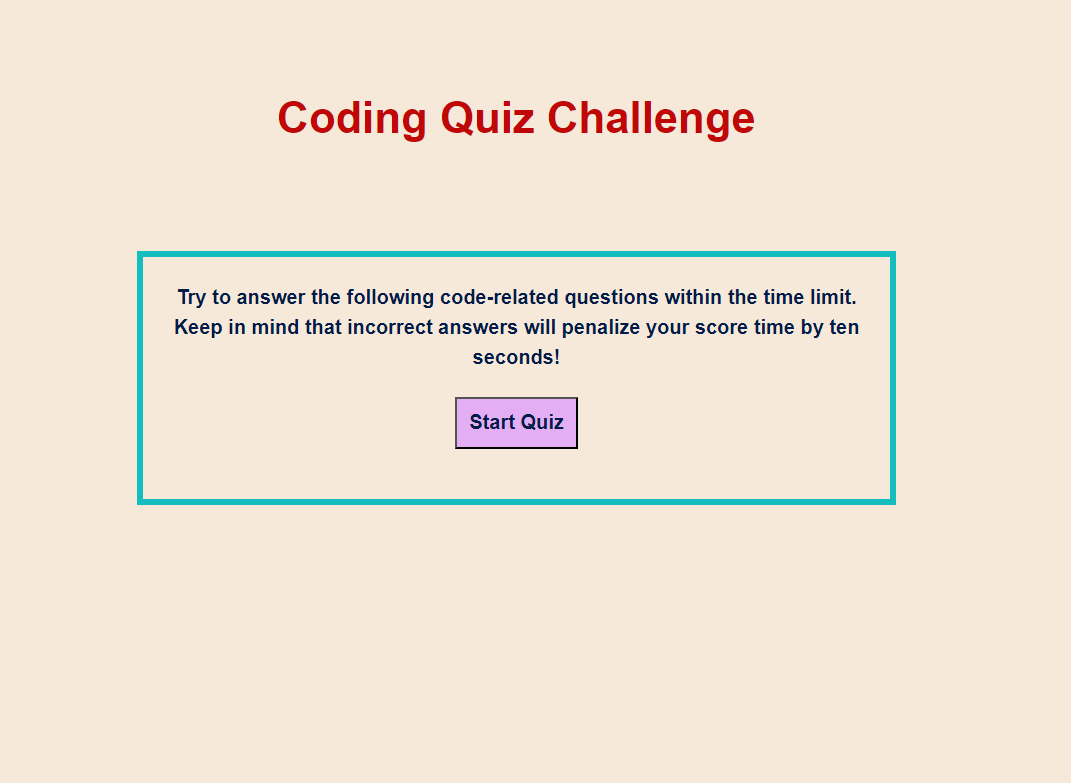 Coding Quiz Challenge
Try to answer the following code-related questions within the time limit.
Keep in mind that incorrect answers will penalize your score time by ten
seconds!
Start Quiz